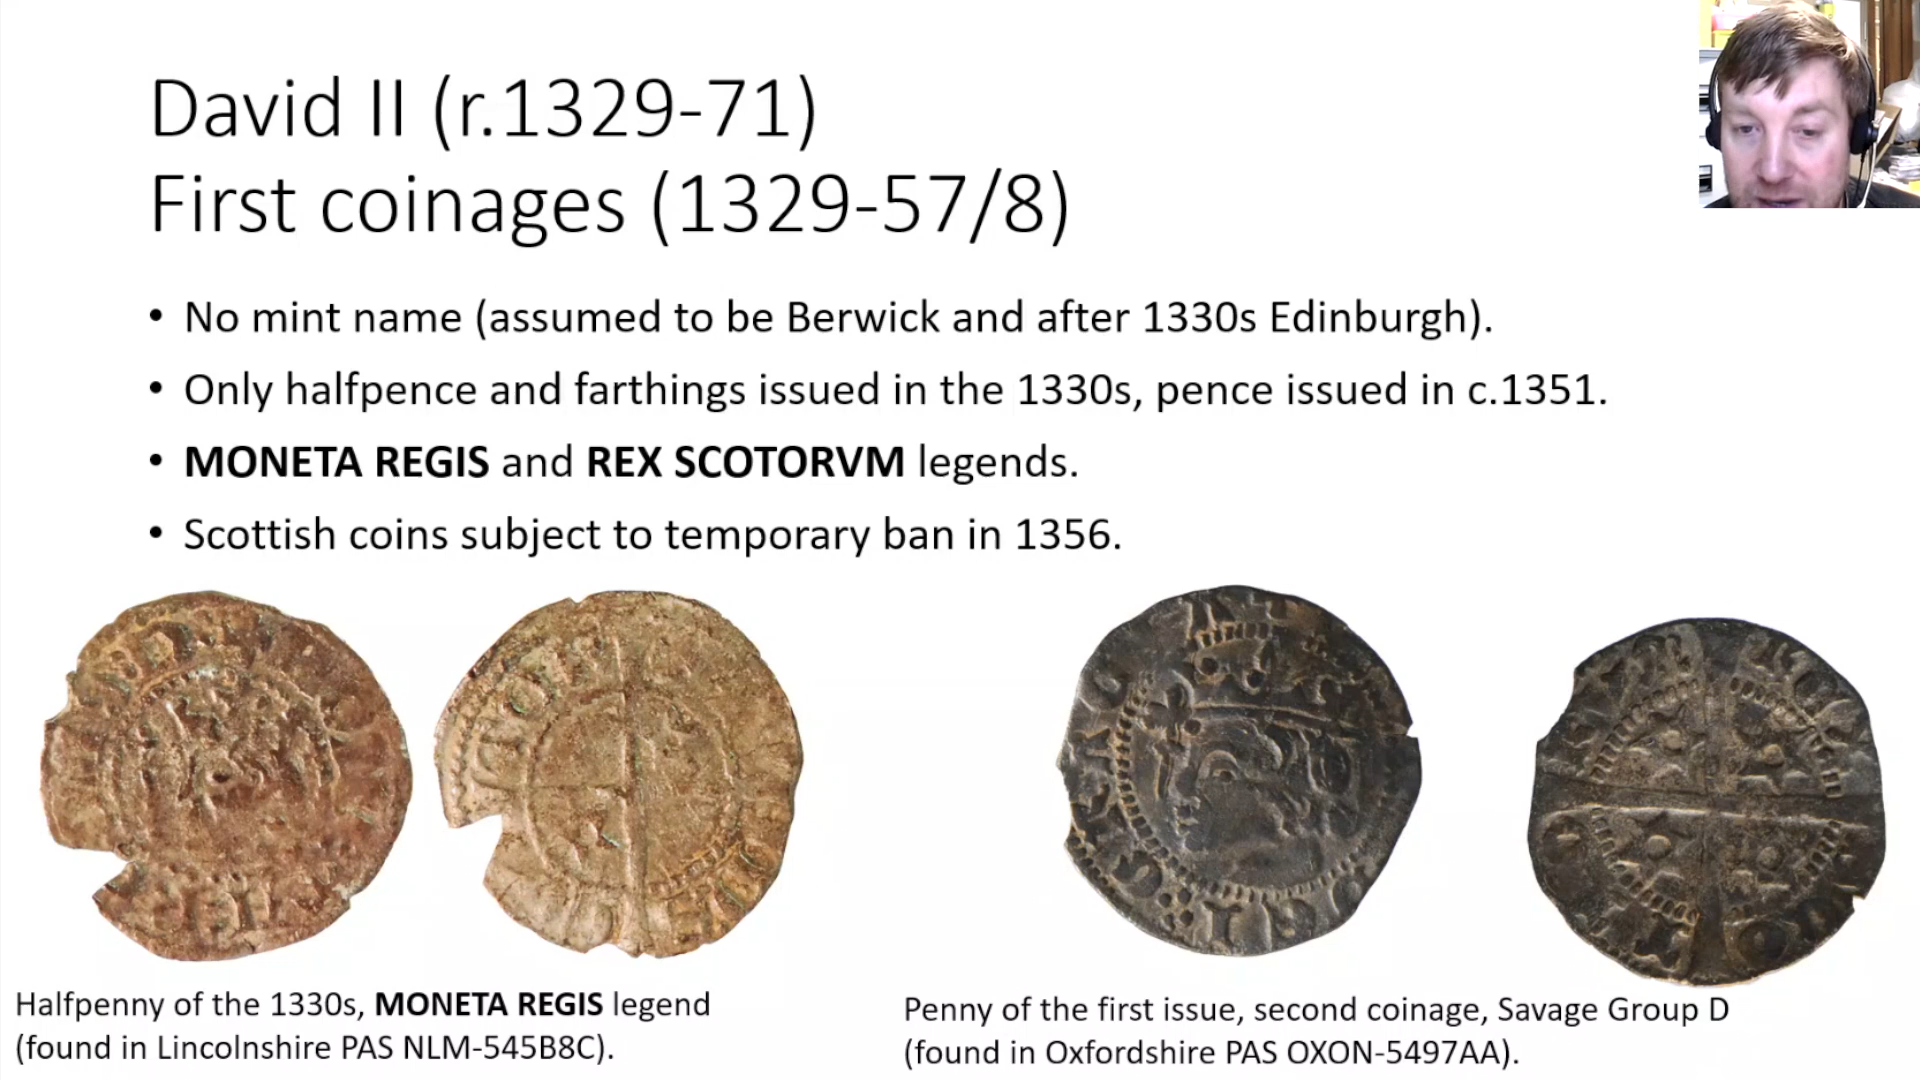 David II (r.1329-71)
First coinages (1329-57/8)
• No mint name (assumed to be Berwick and after 1330s Edinburgh).
• Only halfpence and farthings issued in the 1330s, pence issued in c.1351.
• MONETA REGIS and REX SCOTORVM legends.
• Scottish coins subject to temporary ban in 1356.
Halfpenny of the 1330s, MONETA REGIS legend
(found in Lincolnshire PAS NLM-545B8C).
Penny of the first issue, second coinage, Savage Group D
(found in Oxfordshire PAS OXON-5497AA).